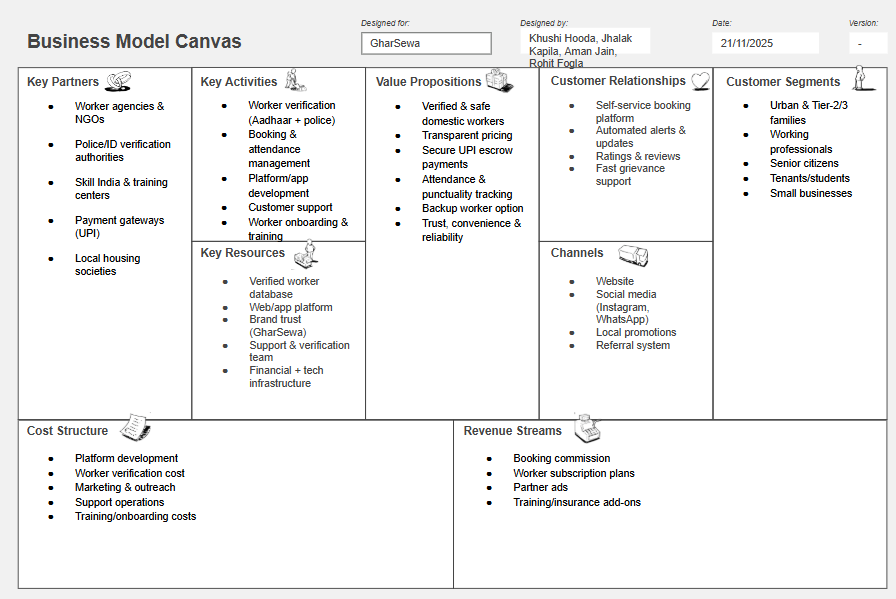 Business Model Canvas
Designed for:
GharSewa
Designed by:
Khushi Hooda, Jhalak
Kapila, Aman Jain,
Rohit Fogla
Date:
21/11/2025
Version:
-
Key Partners
• Worker agencies &
NGOs
• Police/ID verification
authorities
• Skill India & training
centers
• Payment gateways
(UPI)
• Local housing
societies
Key Activities
• Worker verification
(Aadhaar + police)
• Booking &
attendance
management
• Platform/app
development
• Customer support
• Worker onboarding &
training
Key Resources
• Verified worker
database
• Web/app platform
• Brand trust
(GharSewa)
• Support & verification
team
• Financial + tech
infrastructure
Value Propositions
• Verified & safe
domestic workers
• Transparent pricing
• Secure UPI escrow
payments
• Attendance &
punctuality tracking
• Backup worker option
• Trust, convenience &
reliability
Customer Relationships
• Self-service booking
platform
• Automated alerts &
updates
• Ratings & reviews
• Fast grievance
support
Channels
• Website
• Social media
(Instagram,
WhatsApp)
• Local promotions
• Referral system
Customer Segments
• Urban & Tier-2/3
families
• Working
professionals
• Senior citizens
• Tenants/students
• Small businesses
Cost Structure
• Platform development
• Worker verification cost
• Marketing & outreach
• Support operations
• Training/onboarding costs
Revenue Streams
• Booking commission
• Worker subscription plans
• Partner ads
• Training/insurance add-ons